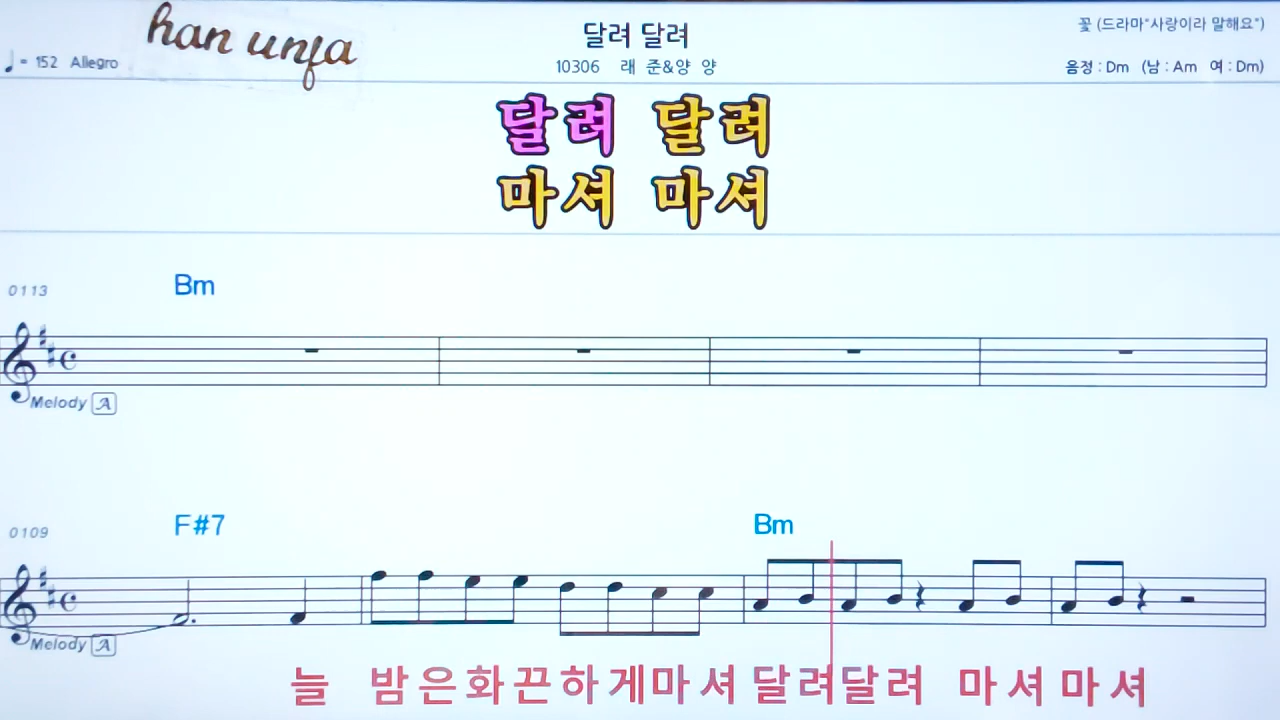 han unja
달려 달려
꽃 (드라마"사랑이라 말해요")
♩= 152 Allegro
10306 래 준&양 양
음정 : Dm (남 : Am 여 : Dm)
달려 달려
마셔 마셔
0113
Bm
Melody A
0109
F#7 Bm
Melody A
늘 밤은화끈하게마셔 달려달려 마셔마셔